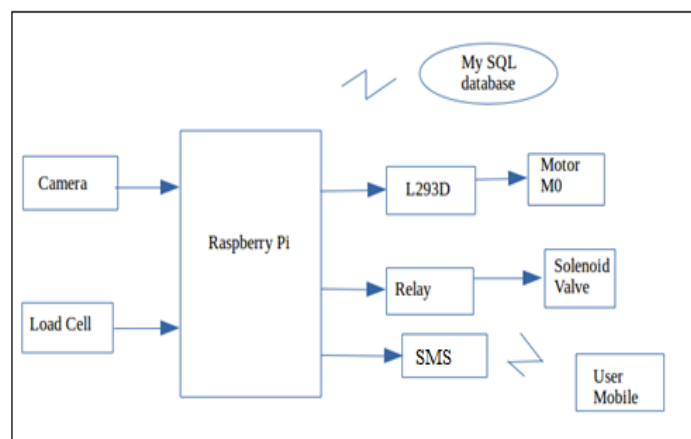 My SQL
database
Camera
Raspberry Pi
L293D
Motor
M0
Load Cell
Relay
Solenoid
Valve
SMS
User
Mobile